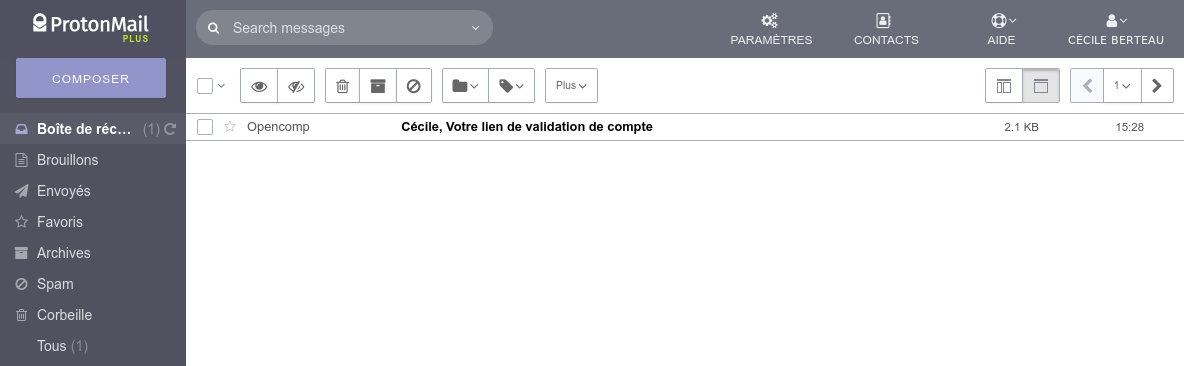 ProtonMail
PLUS
Search messages
PARAMÈTRES
CONTACTS
AIDE
CÉCILE BERTEAU
COMPOSER
Plus
1
Boîte de réc... (1)
Brouillons
Envoyés
Favoris
Archives
Spam
Corbeille
Tous (1)
Opencomp Cécile, Votre lien de validation de compte 2.1 KB 15:28